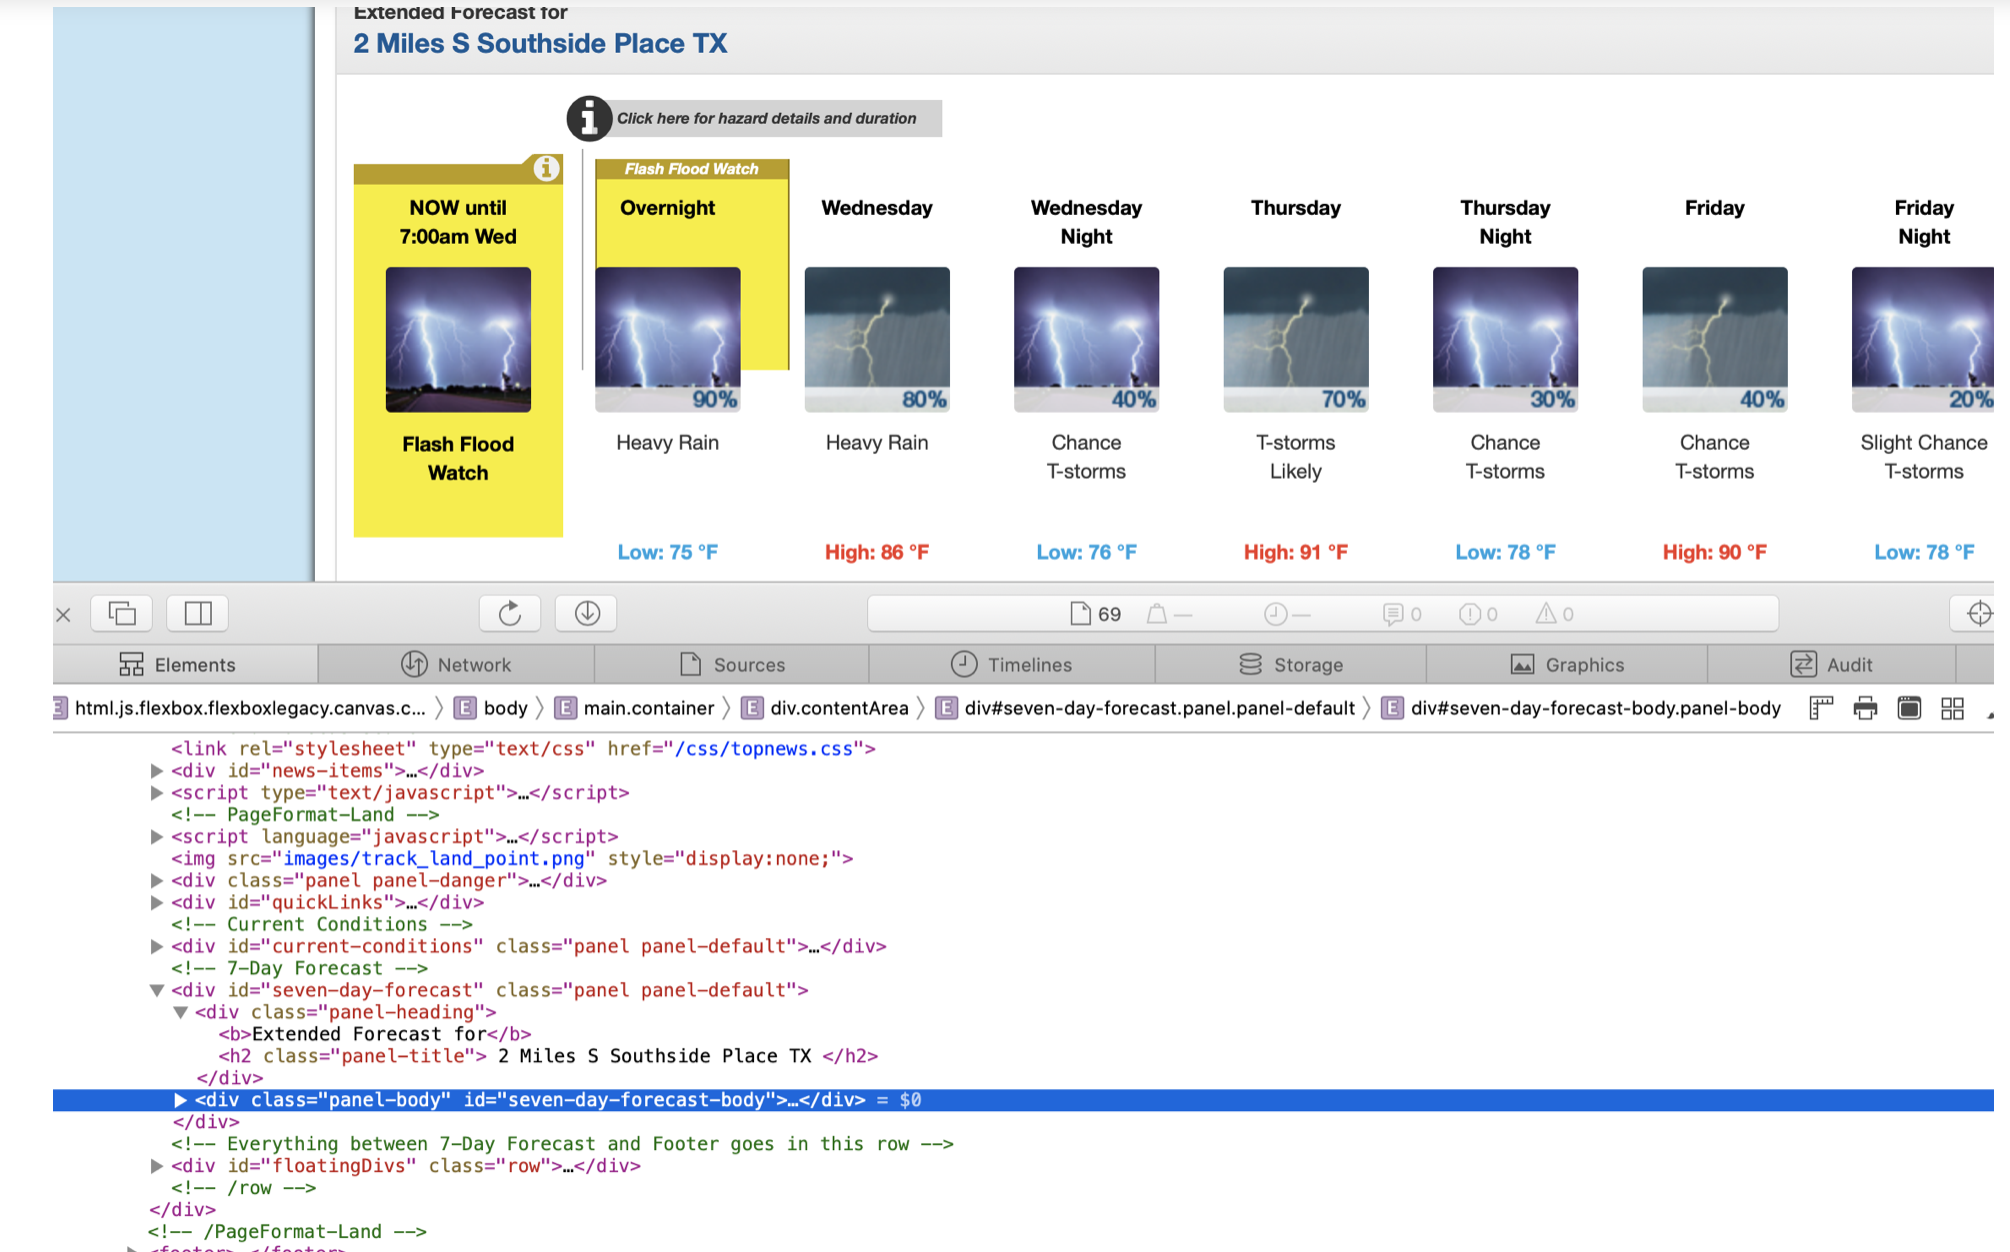 Extended Forecast for
2 Miles S Southside Place TX
Click here for hazard details and duration
Flash Flood Watch
NOW until
7:00am Wed
Overnight
Wednesday
Wednesday
Night
Thursday
Thursday
Night
Friday
Friday
Night
90%
80%
40%
70%
30%
40%
20%
Flash Flood
Watch
Heavy Rain
Heavy Rain
Chance
T-storms
T-storms
Likely
Chance
T-storms
Chance
T-storms
Slight Chance
T-storms
Low: 75 °F
High: 86 °F
Low: 76 °F
High: 91 °F
Low: 78 °F
High: 90 °F
Low: 78 °F
69 — — 0 0 0
Elements Network Sources Timelines Storage Graphics Audit
E html.js.flexbox.flexboxlegacy.canvas.c... E body E main.container E div.contentArea E div#seven-day-forecast.panel.panel-default E div#seven-day-forecast-body.panel-body
<link rel="stylesheet" type="text/css" href="/css/topnews.css">
<div id="news-items">…</div>
<script type="text/javascript">…</script>
<!-- PageFormat-Land -->
<script language="javascript">…</script>
<img src="images/track_land_point.png" style="display:none;">
<div class="panel panel-danger">…</div>
<div id="quickLinks">…</div>
<!-- Current Conditions -->
<div id="current-conditions" class="panel panel-default">…</div>
<!-- 7-Day Forecast -->
<div id="seven-day-forecast" class="panel panel-default">
<div class="panel-heading">
<b>Extended Forecast for</b>
<h2 class="panel-title"> 2 Miles S Southside Place TX </h2>
</div>
<div class="panel-body" id="seven-day-forecast-body">…</div> = $0
</div>
<!-- Everything between 7-Day Forecast and Footer goes in this row -->
<div id="floatingDivs" class="row">…</div>
<!-- /row -->
</div>
<!-- /PageFormat-Land -->
<footer>…</footer>